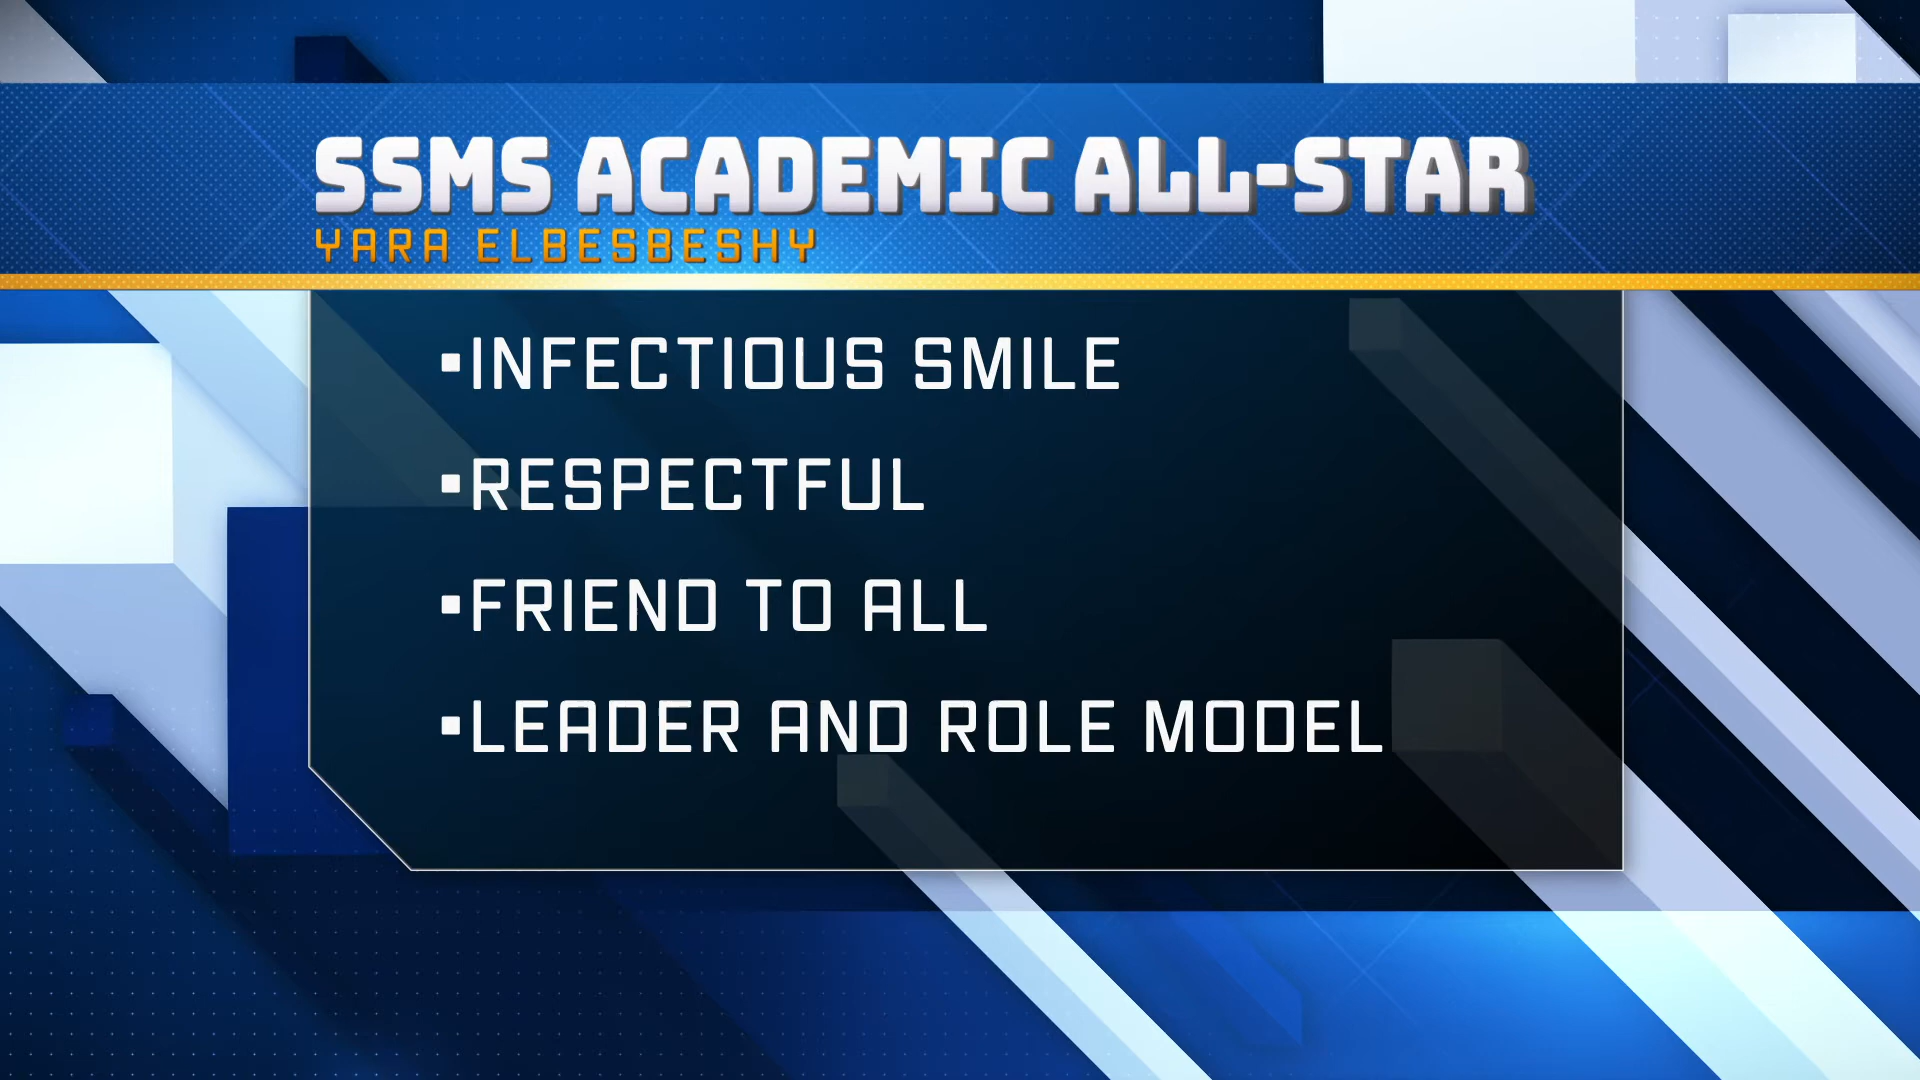 SSMS ACADEMIC ALL-STAR
YARA ELBESBESHY
▪INFECTIOUS SMILE
▪RESPECTFUL
▪FRIEND TO ALL
▪LEADER AND ROLE MODEL